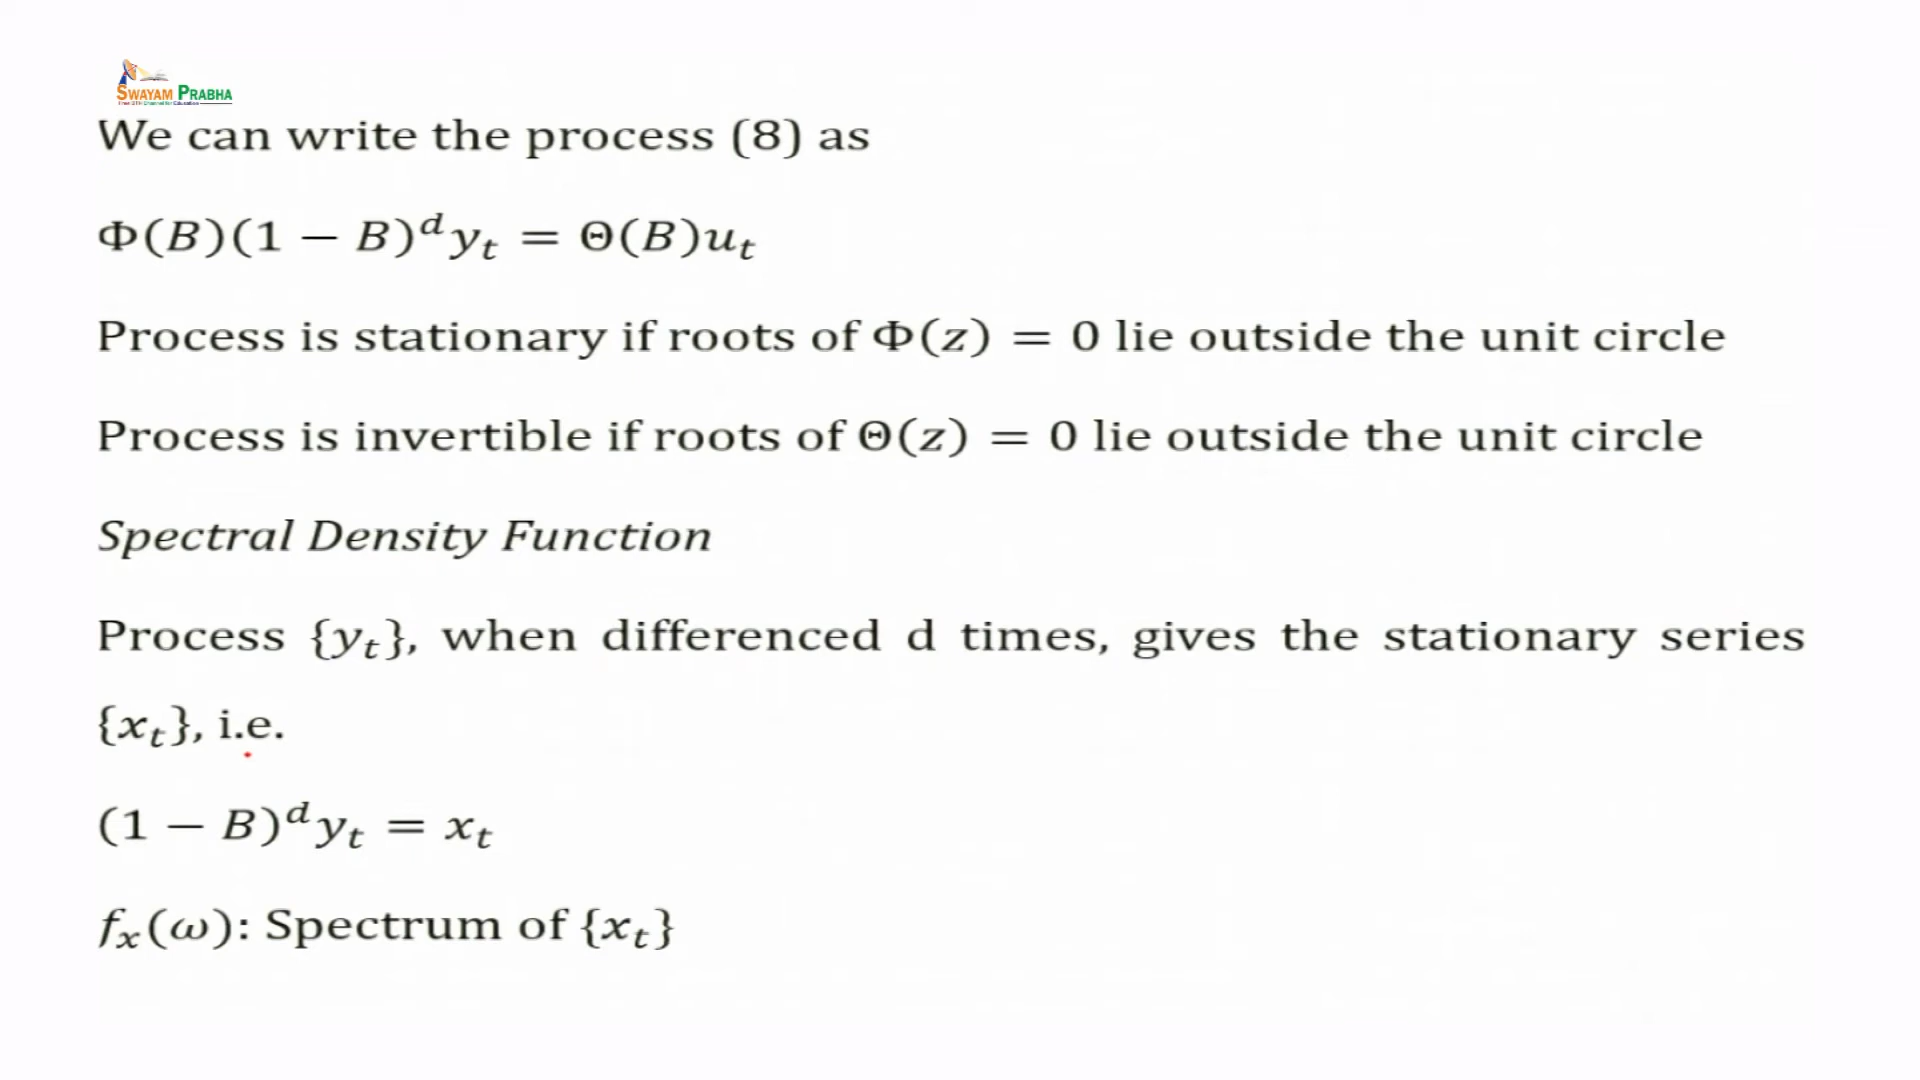 SWAYAM PRABHA
We can write the process (8) as
Φ(B)(1 − B)^d y_t = Θ(B)u_t
Process is stationary if roots of Φ(z) = 0 lie outside the unit circle
Process is invertible if roots of Θ(z) = 0 lie outside the unit circle
Spectral Density Function
Process {y_t}, when differenced d times, gives the stationary series
{x_t}, i.e.
(1 − B)^d y_t = x_t
f_x(ω): Spectrum of {x_t}